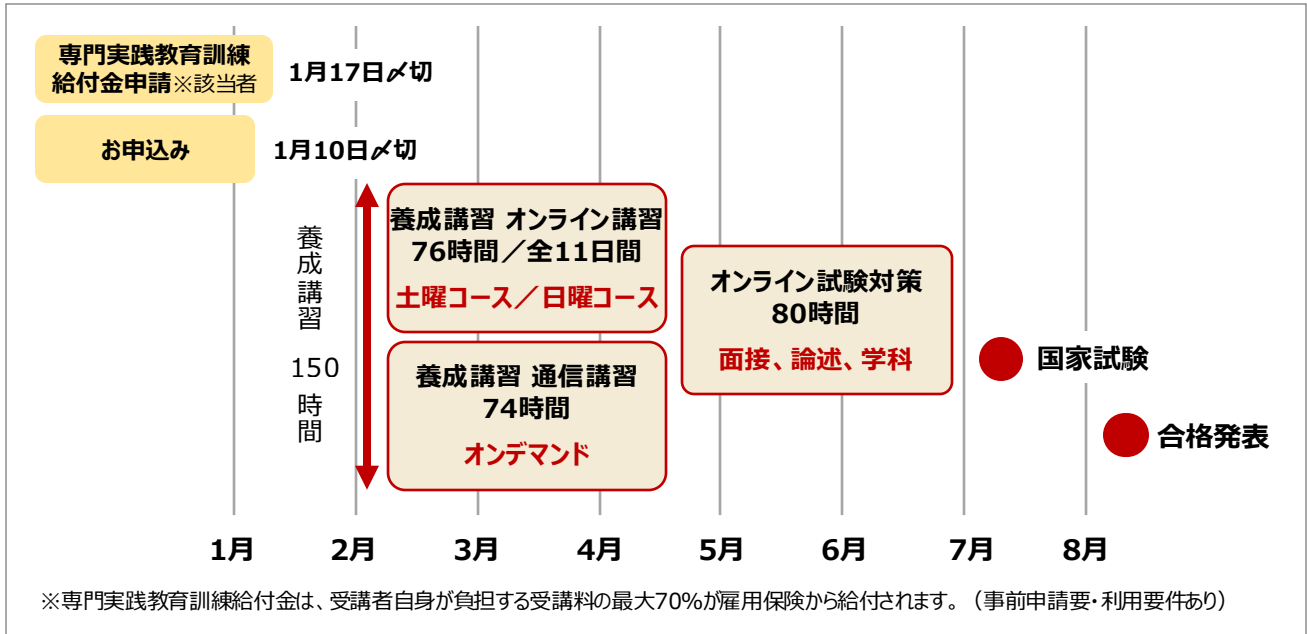 専門実践教育訓練
給付金申請※該当者
1月17日〆切
お申込み
1月10日〆切
養成講習 150 時間
養成講習 オンライン講習
76時間／全11日間
土曜コース／日曜コース
養成講習 通信講習
74時間
オンデマンド
オンライン試験対策
80時間
面接、論述、学科
国家試験
合格発表
1月 2月 3月 4月 5月 6月 7月 8月
※専門実践教育訓練給付金は、受講者自身が負担する受講料の最大70%が雇用保険から給付されます。（事前申請要・利用要件あり）